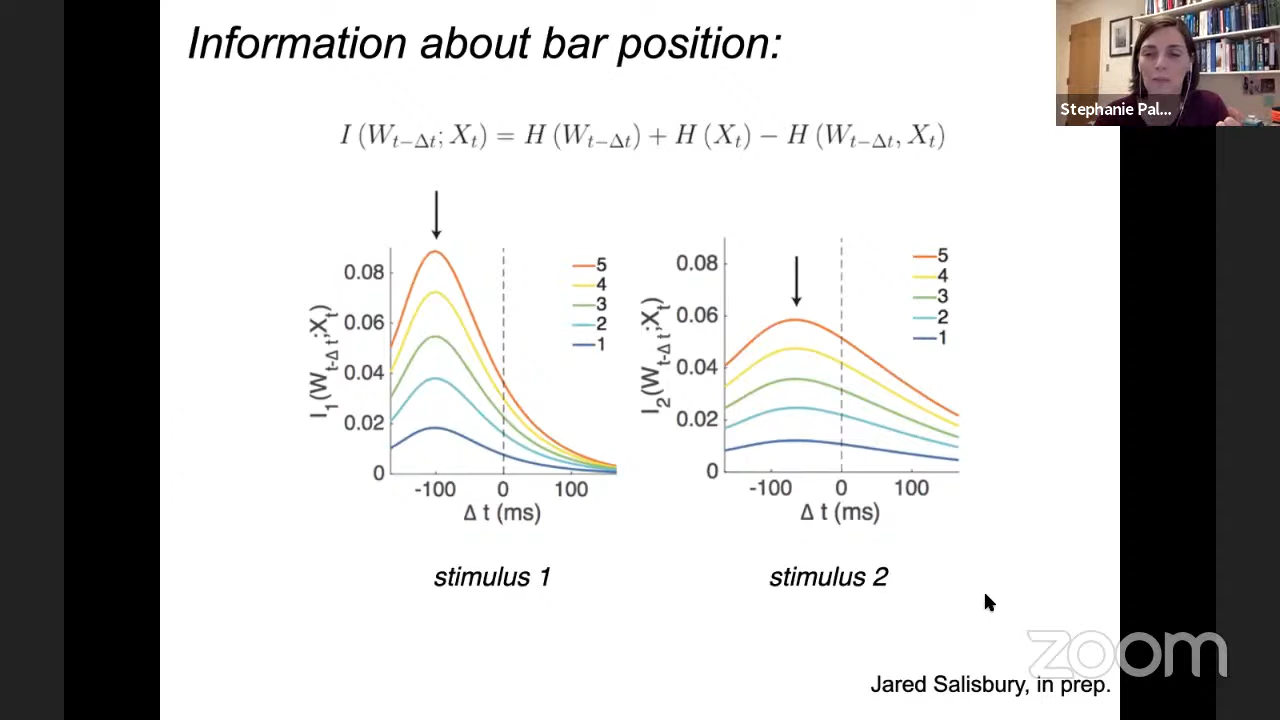 Information about bar position:
Stephanie Pal...
I (W_{t−Δt}; X_t) = H (W_{t−Δt}) + H (X_t) − H (W_{t−Δt}, X_t)
I_1(W_{t-Δ t};X_t)
0.08
0.06
0.04
0.02
0
-100 0 100
Δ t (ms)
5
4
3
2
1
stimulus 1
I_2(W_{t-Δ t};X_t)
0.08
0.06
0.04
0.02
0
-100 0 100
Δ t (ms)
5
4
3
2
1
stimulus 2
zoom
Jared Salisbury, in prep.